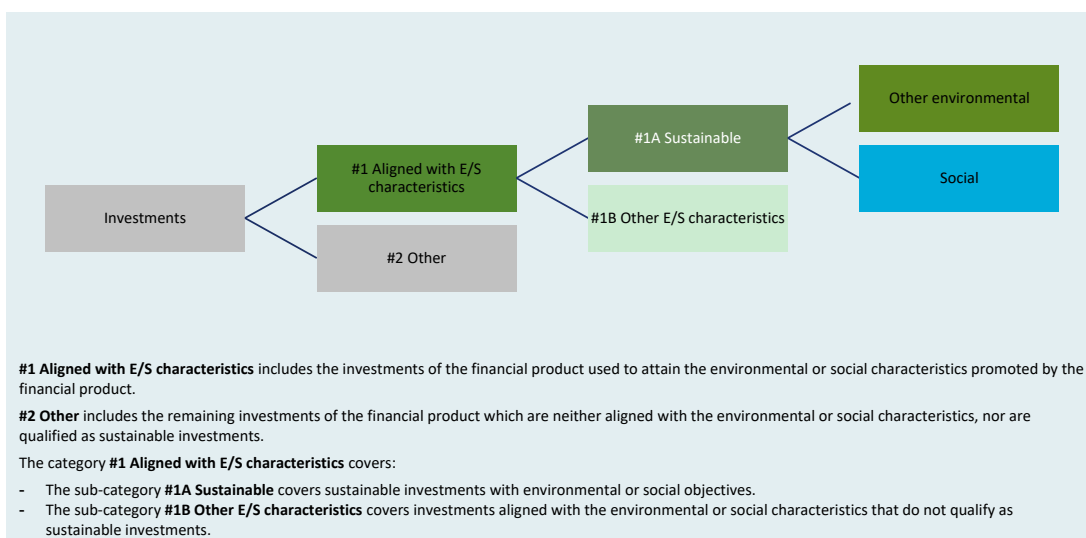 Other environmental
#1A Sustainable
#1 Aligned with E/S
characteristics
Social
Investments
#1B Other E/S characteristics
#2 Other
#1 Aligned with E/S characteristics includes the investments of the financial product used to attain the environmental or social characteristics promoted by the
financial product.
#2 Other includes the remaining investments of the financial product which are neither aligned with the environmental or social characteristics, nor are
qualified as sustainable investments.
The category #1 Aligned with E/S characteristics covers:
- The sub-category #1A Sustainable covers sustainable investments with environmental or social objectives.
- The sub-category #1B Other E/S characteristics covers investments aligned with the environmental or social characteristics that do not qualify as
sustainable investments.